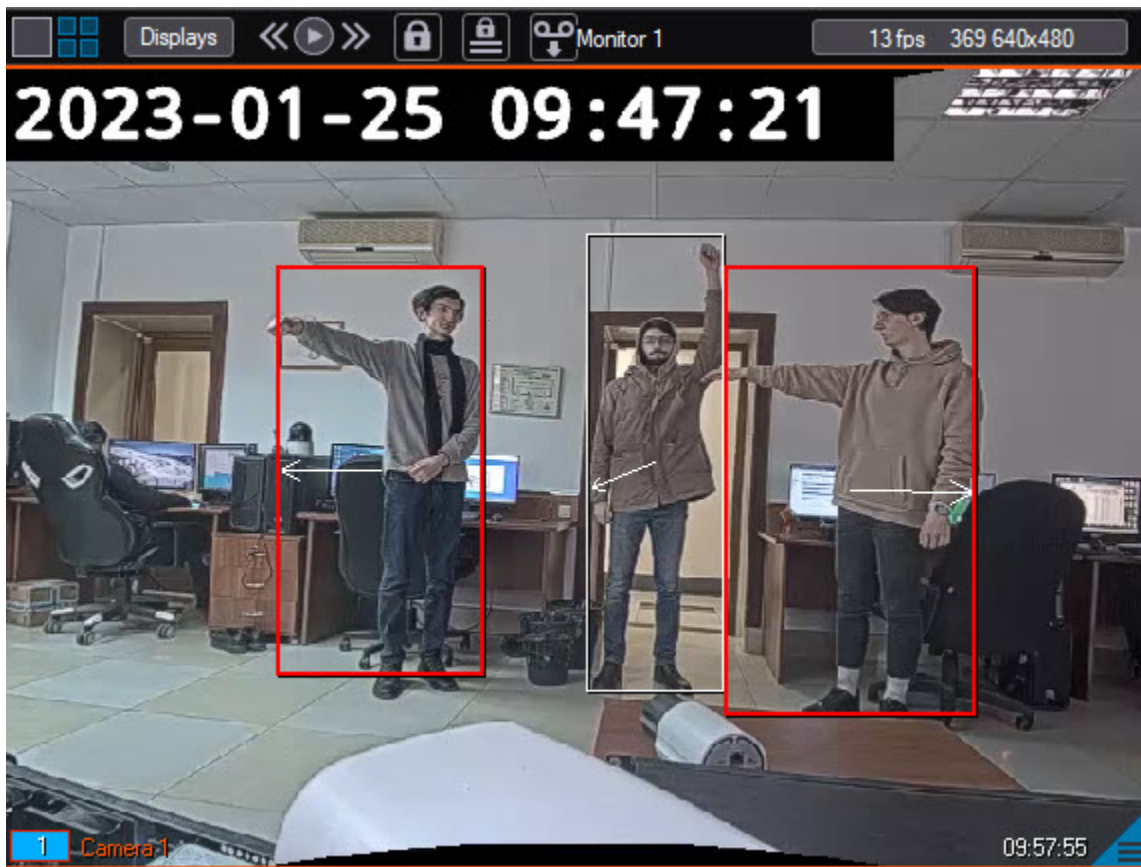 Displays
Monitor 1
13 fps 369 640x480
2023-01-25 09:47:21
1 Camera 1
09:57:55